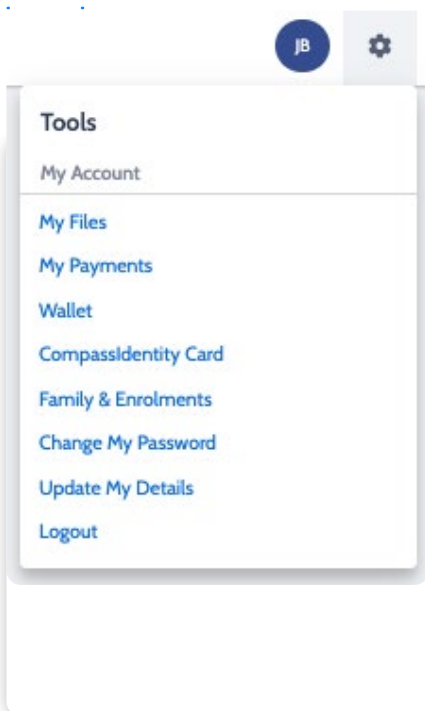 JB
Tools
My Account
My Files
My Payments
Wallet
CompassIdentity Card
Family & Enrolments
Change My Password
Update My Details
Logout